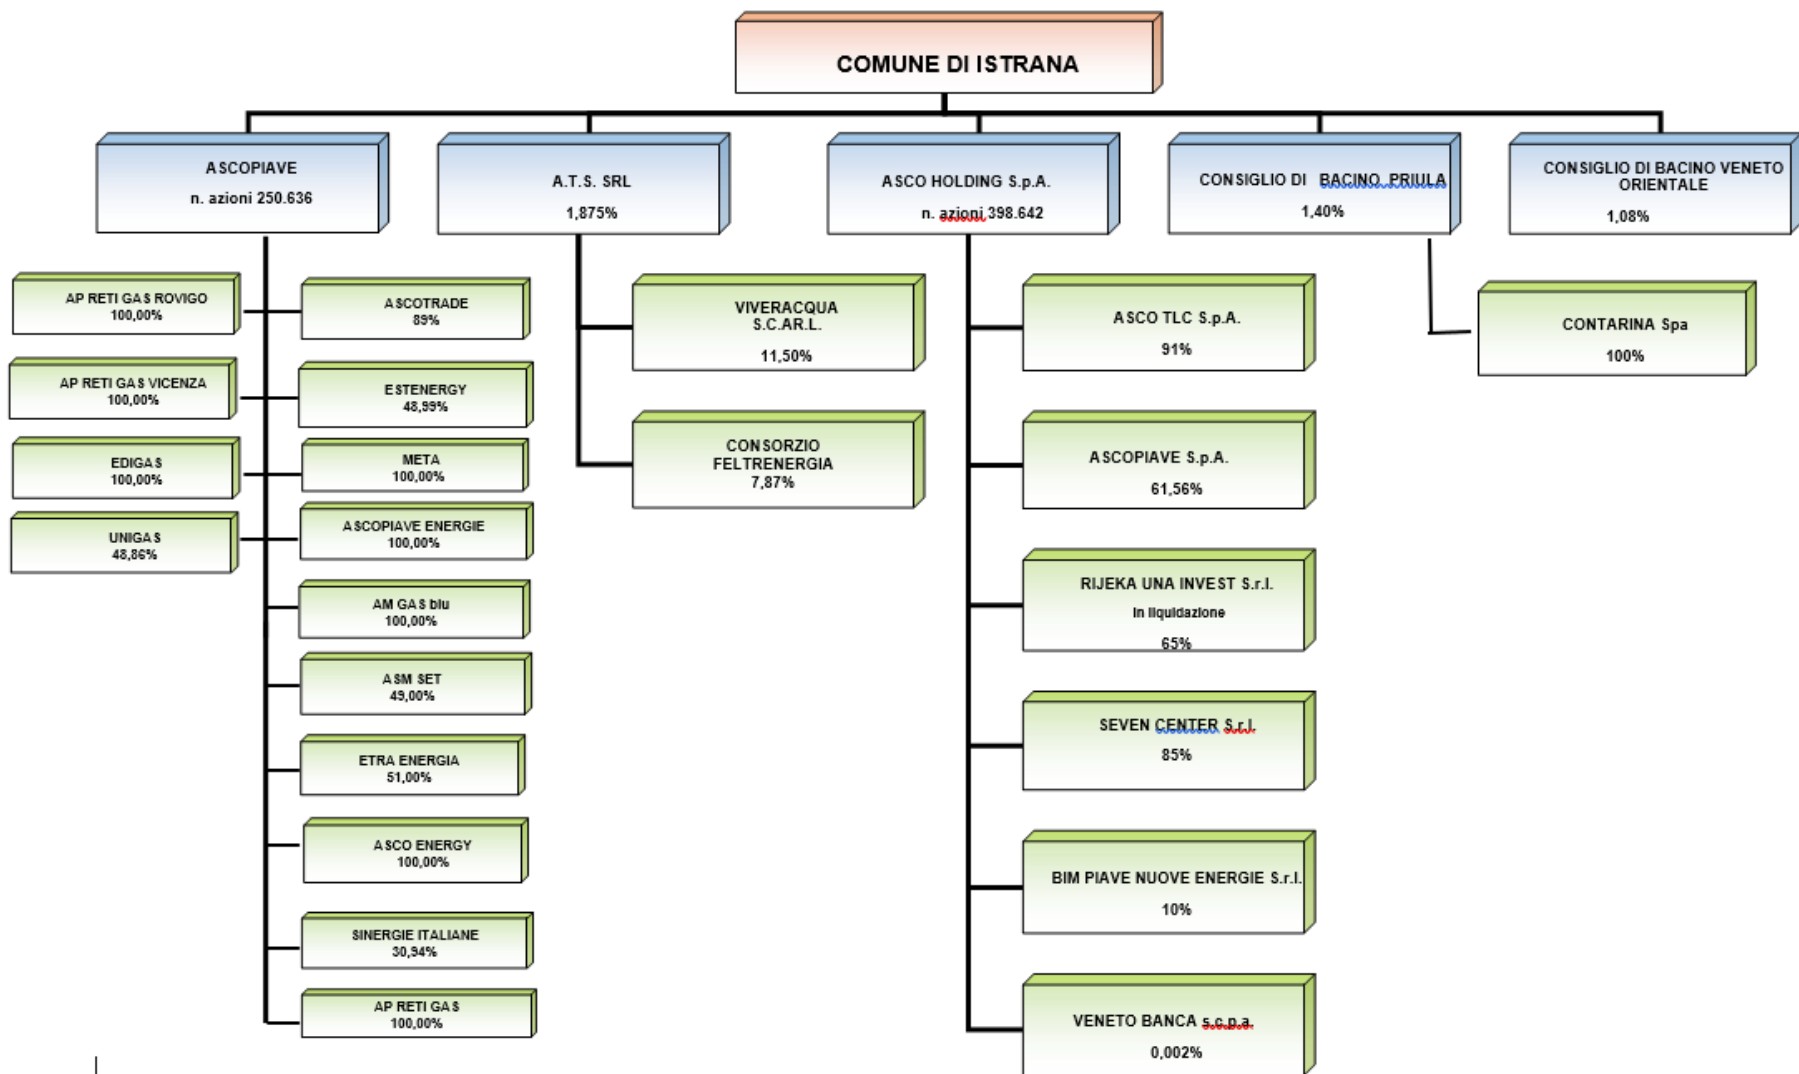 COMUNE DI ISTRANA
ASCOPIAVE
n. azioni 250.636
A.T.S. SRL
1,875%
ASCO HOLDING S.p.A.
n. azioni 398.642
CONSIGLIO DI BACINO PRIULA
1,40%
CONSIGLIO DI BACINO VENETO
ORIENTALE
1,08%
AP RETI GAS ROVIGO
100,00%
AP RETI GAS VICENZA
100,00%
EDIGAS
100,00%
UNIGAS
48,86%
ASCOTRADE
89%
ESTENERGY
48,99%
META
100,00%
ASCOPIAVE ENERGIE
100,00%
AM GAS blu
100,00%
ASM SET
49,00%
ETRA ENERGIA
51,00%
ASCO ENERGY
100,00%
SINERGIE ITALIANE
30,94%
AP RETI GAS
100,00%
VIVERACQUA
S.C.AR.L.
11,50%
CONSORZIO
FELTRENERGIA
7,87%
ASCO TLC S.p.A.
91%
ASCOPIAVE S.p.A.
61,56%
RIJEKA UNA INVEST S.r.l.
In liquidazione
65%
SEVEN CENTER S.r.l.
85%
BIM PIAVE NUOVE ENERGIE S.r.l.
10%
VENETO BANCA s.c.p.a.
0,002%
CONTARINA Spa
100%